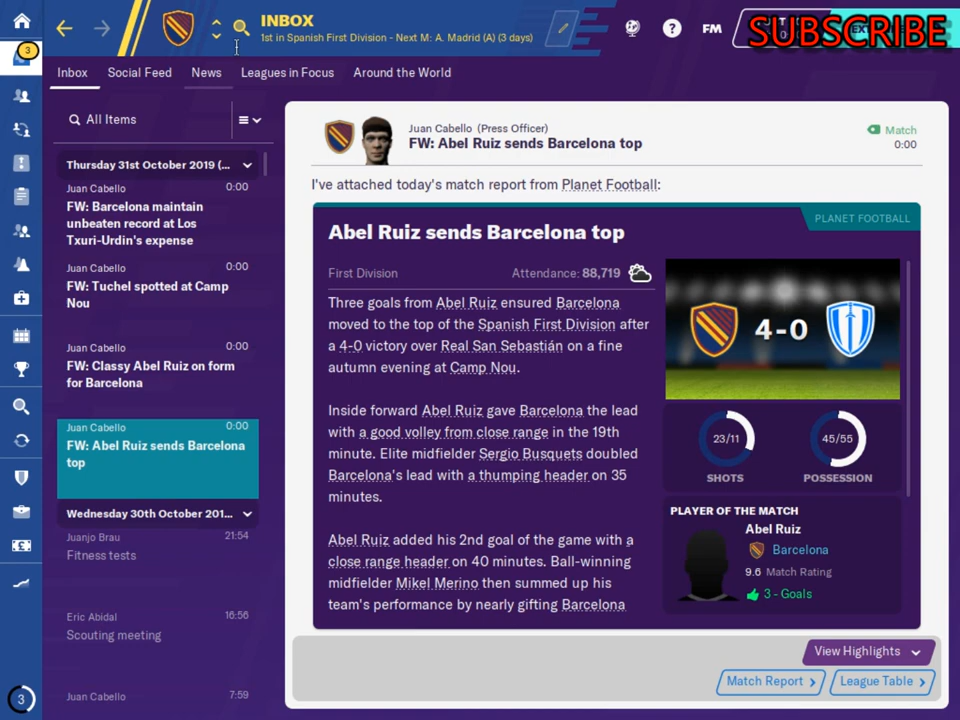 3
INBOX
1st in Spanish First Division - Next M: A. Madrid (A) (3 days)
?
FM
SUBSCRIBE
Inbox
Social Feed
News
Leagues in Focus
Around the World
All Items
Thursday 31st October 2019 (...
Juan Cabello
0:00
FW: Barcelona maintain
unbeaten record at Los
Txuri-Urdin's expense
Juan Cabello
0:00
FW: Tuchel spotted at Camp
Nou
Juan Cabello
0:00
FW: Classy Abel Ruiz on form
for Barcelona
Juan Cabello
0:00
FW: Abel Ruiz sends Barcelona
top
Wednesday 30th October 201...
Juanjo Brau
21:54
Fitness tests
Eric Abidal
16:56
Scouting meeting
Juan Cabello
7:59
3
Juan Cabello (Press Officer)
FW: Abel Ruiz sends Barcelona top
Match
0:00
I've attached today's match report from Planet Football:
PLANET FOOTBALL
Abel Ruiz sends Barcelona top
First Division
Attendance: 88,719
Three goals from Abel Ruiz ensured Barcelona
moved to the top of the Spanish First Division after
a 4-0 victory over Real San Sebastián on a fine
autumn evening at Camp Nou.
Inside forward Abel Ruiz gave Barcelona the lead
with a good volley from close range in the 19th
minute. Elite midfielder Sergio Busquets doubled
Barcelona's lead with a thumping header on 35
minutes.
Abel Ruiz added his 2nd goal of the game with a
close range header on 40 minutes. Ball-winning
midfielder Mikel Merino then summed up his
team's performance by nearly gifting Barcelona
4-0
23/11
SHOTS
45/55
POSSESSION
PLAYER OF THE MATCH
Abel Ruiz
Barcelona
9.6 Match Rating
3 - Goals
View Highlights
Match Report
League Table